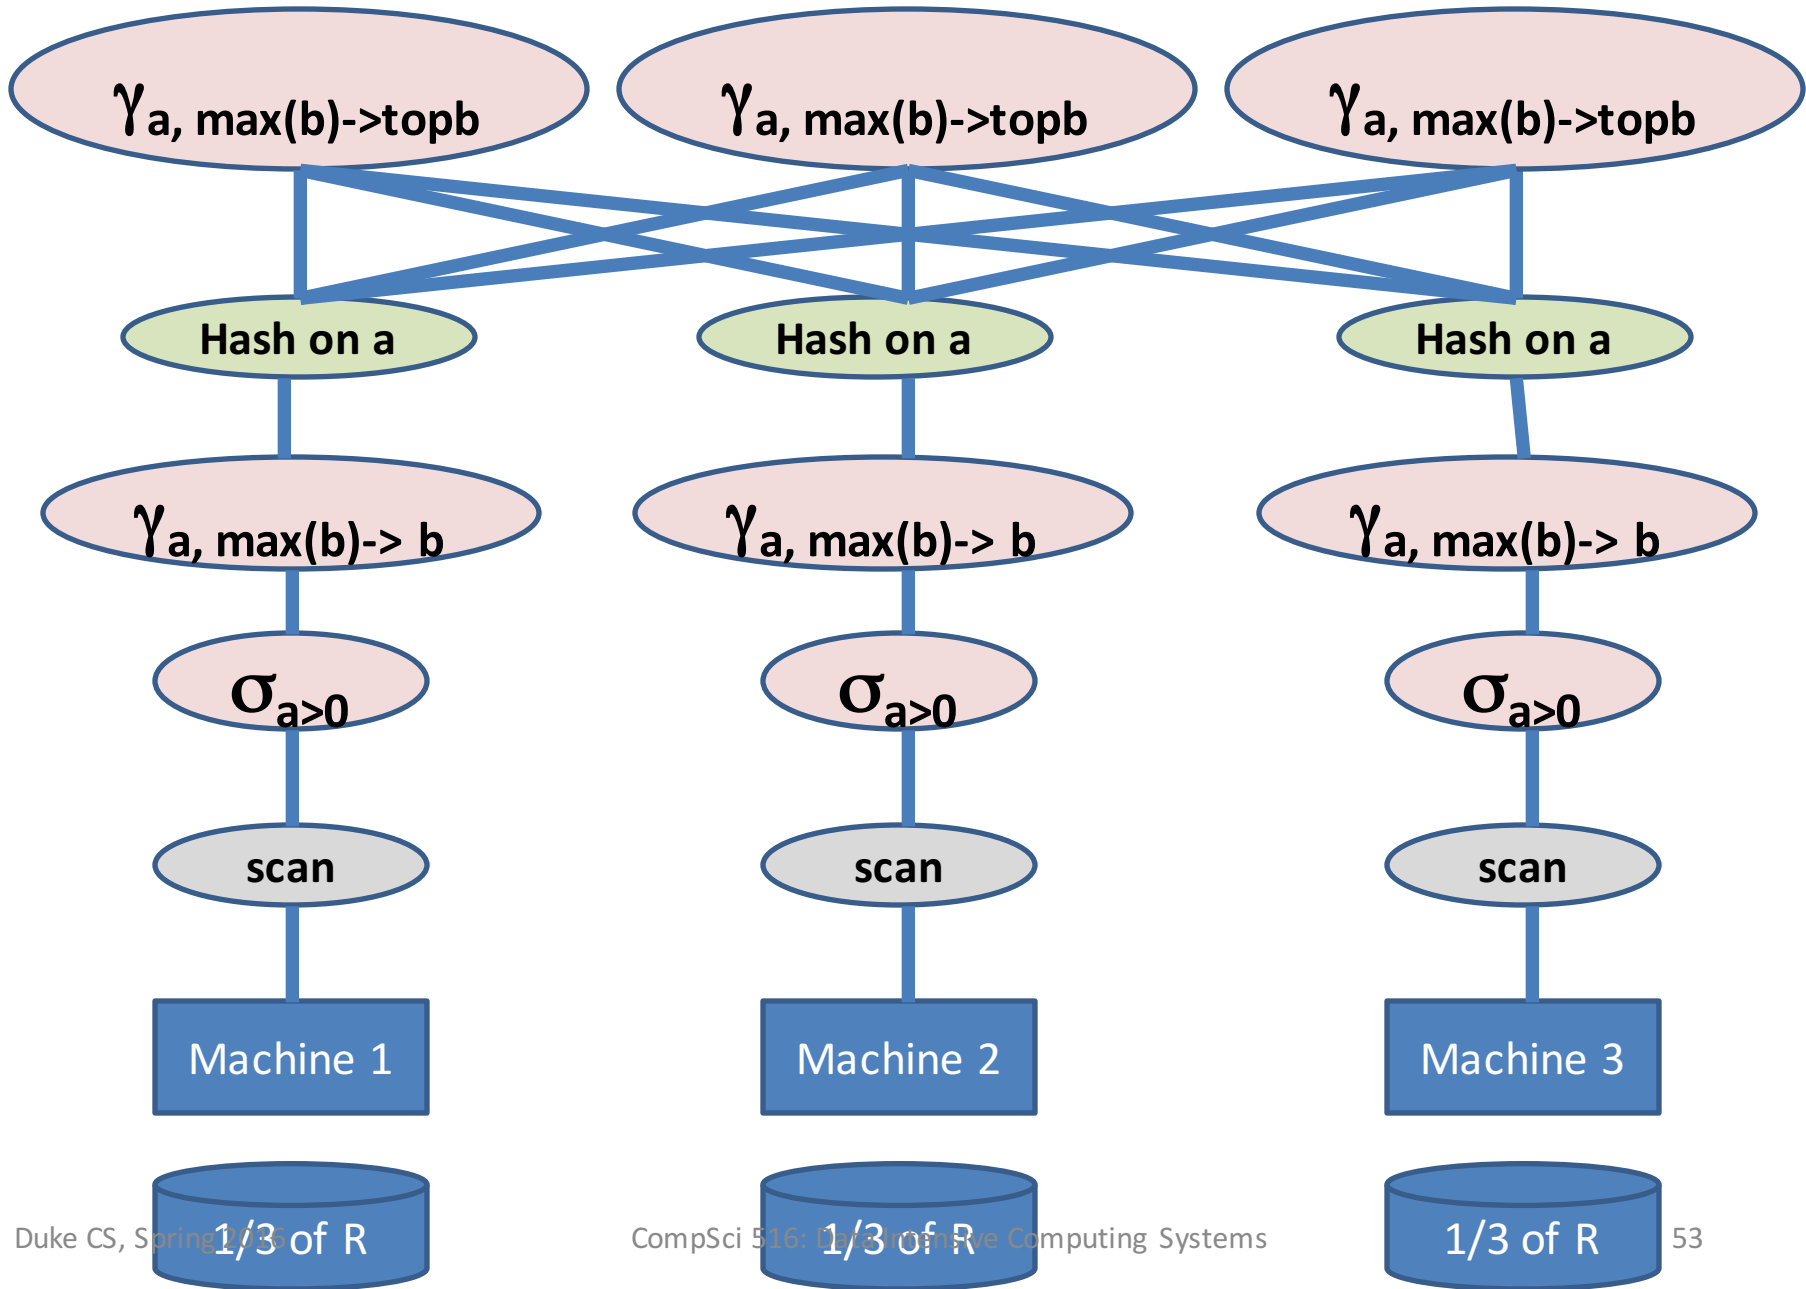 γa, max(b)->topb γa, max(b)->topb γa, max(b)->topb
Hash on a Hash on a Hash on a
γa, max(b)-> b γa, max(b)-> b γa, max(b)-> b
σa>0 σa>0 σa>0
scan scan scan
Machine 1 Machine 2 Machine 3
1/3 of R 1/3 of R 1/3 of R
Duke CS, Spring 2016 CompSci 516: Data Intensive Computing Systems 53